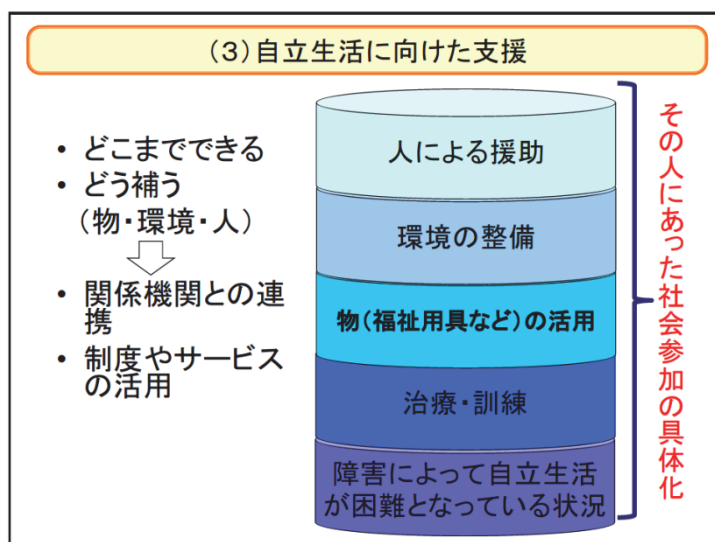 (3)自立生活に向けた支援
• どこまでできる
• どう補う
(物・環境・人)
• 関係機関との連
携
• 制度やサービス
の活用
人による援助
環境の整備
物(福祉用具など)の活用
治療・訓練
障害によって自立生活
が困難となっている状況
その人にあった社会参加の具体化